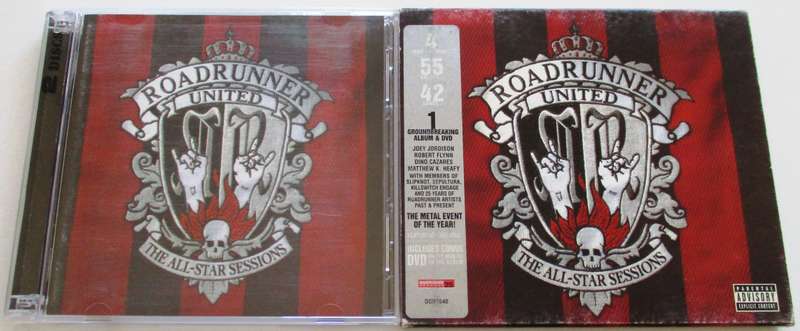 2 DISCS
ROADRUNNER
UNITED
THE ALL-STAR SESSIONS
4
55
42
1
GROUNDBREAKING
ALBUM & DVD
JOEY JORDISON
ROBERT FLYNN
DINO CAZARES
MATTHEW K. HEAFY
WITH MEMBERS OF
SLIPKNOT, SEPULTURA,
KILLSWITCH ENGAGE
AND 25 YEARS OF
ROADRUNNER ARTISTS
PAST & PRESENT
THE METAL EVENT
OF THE YEAR!
INCLUDES BONUS
DVD
ROADRUNNER
UNITED
THE ALL-STAR SESSIONS
PARENTAL
ADVISORY
EXPLICIT CONTENT